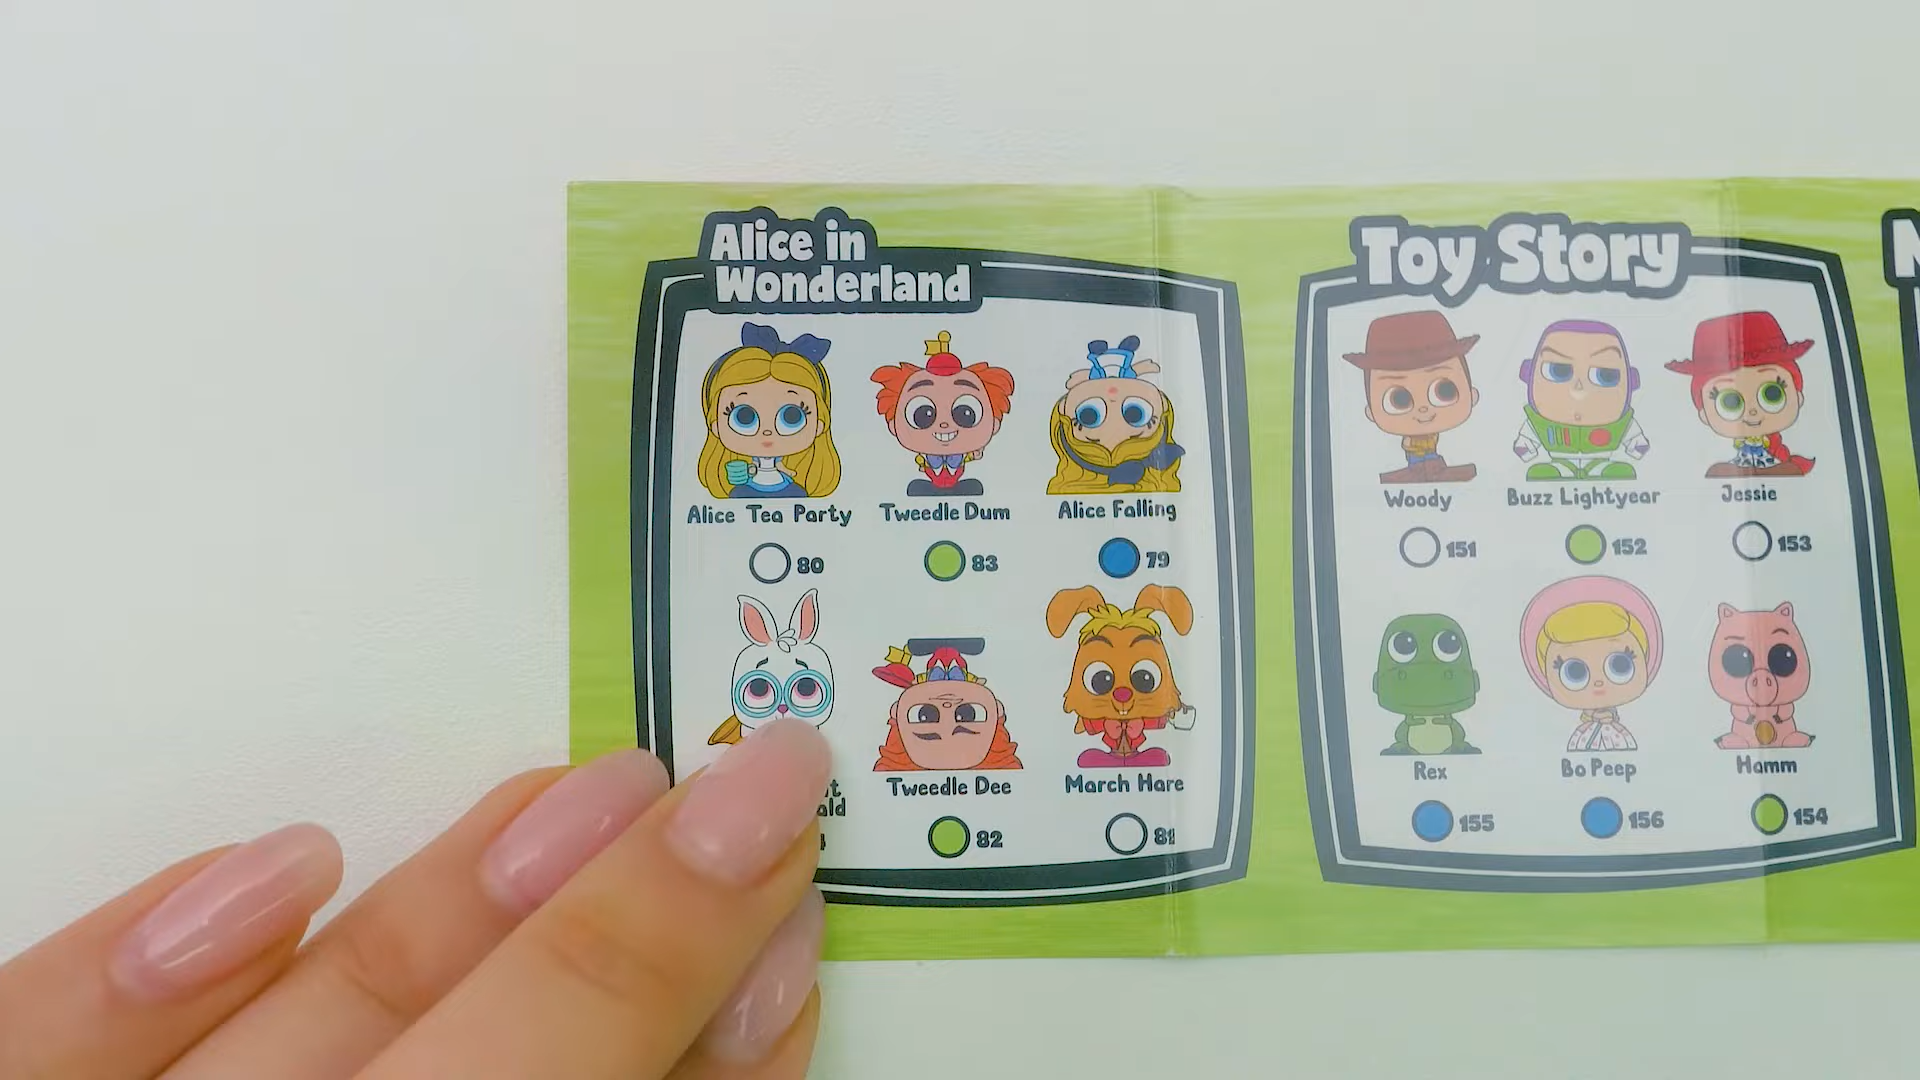 Alice in
Wonderland
Alice Tea Party
Tweedle Dum
Alice Falling
80
83
79
Tweedle Dee
March Hare
82
81
Toy Story
Woody
Buzz Lightyear
Jessie
151
152
153
Rex
Bo Peep
Hamm
155
156
154